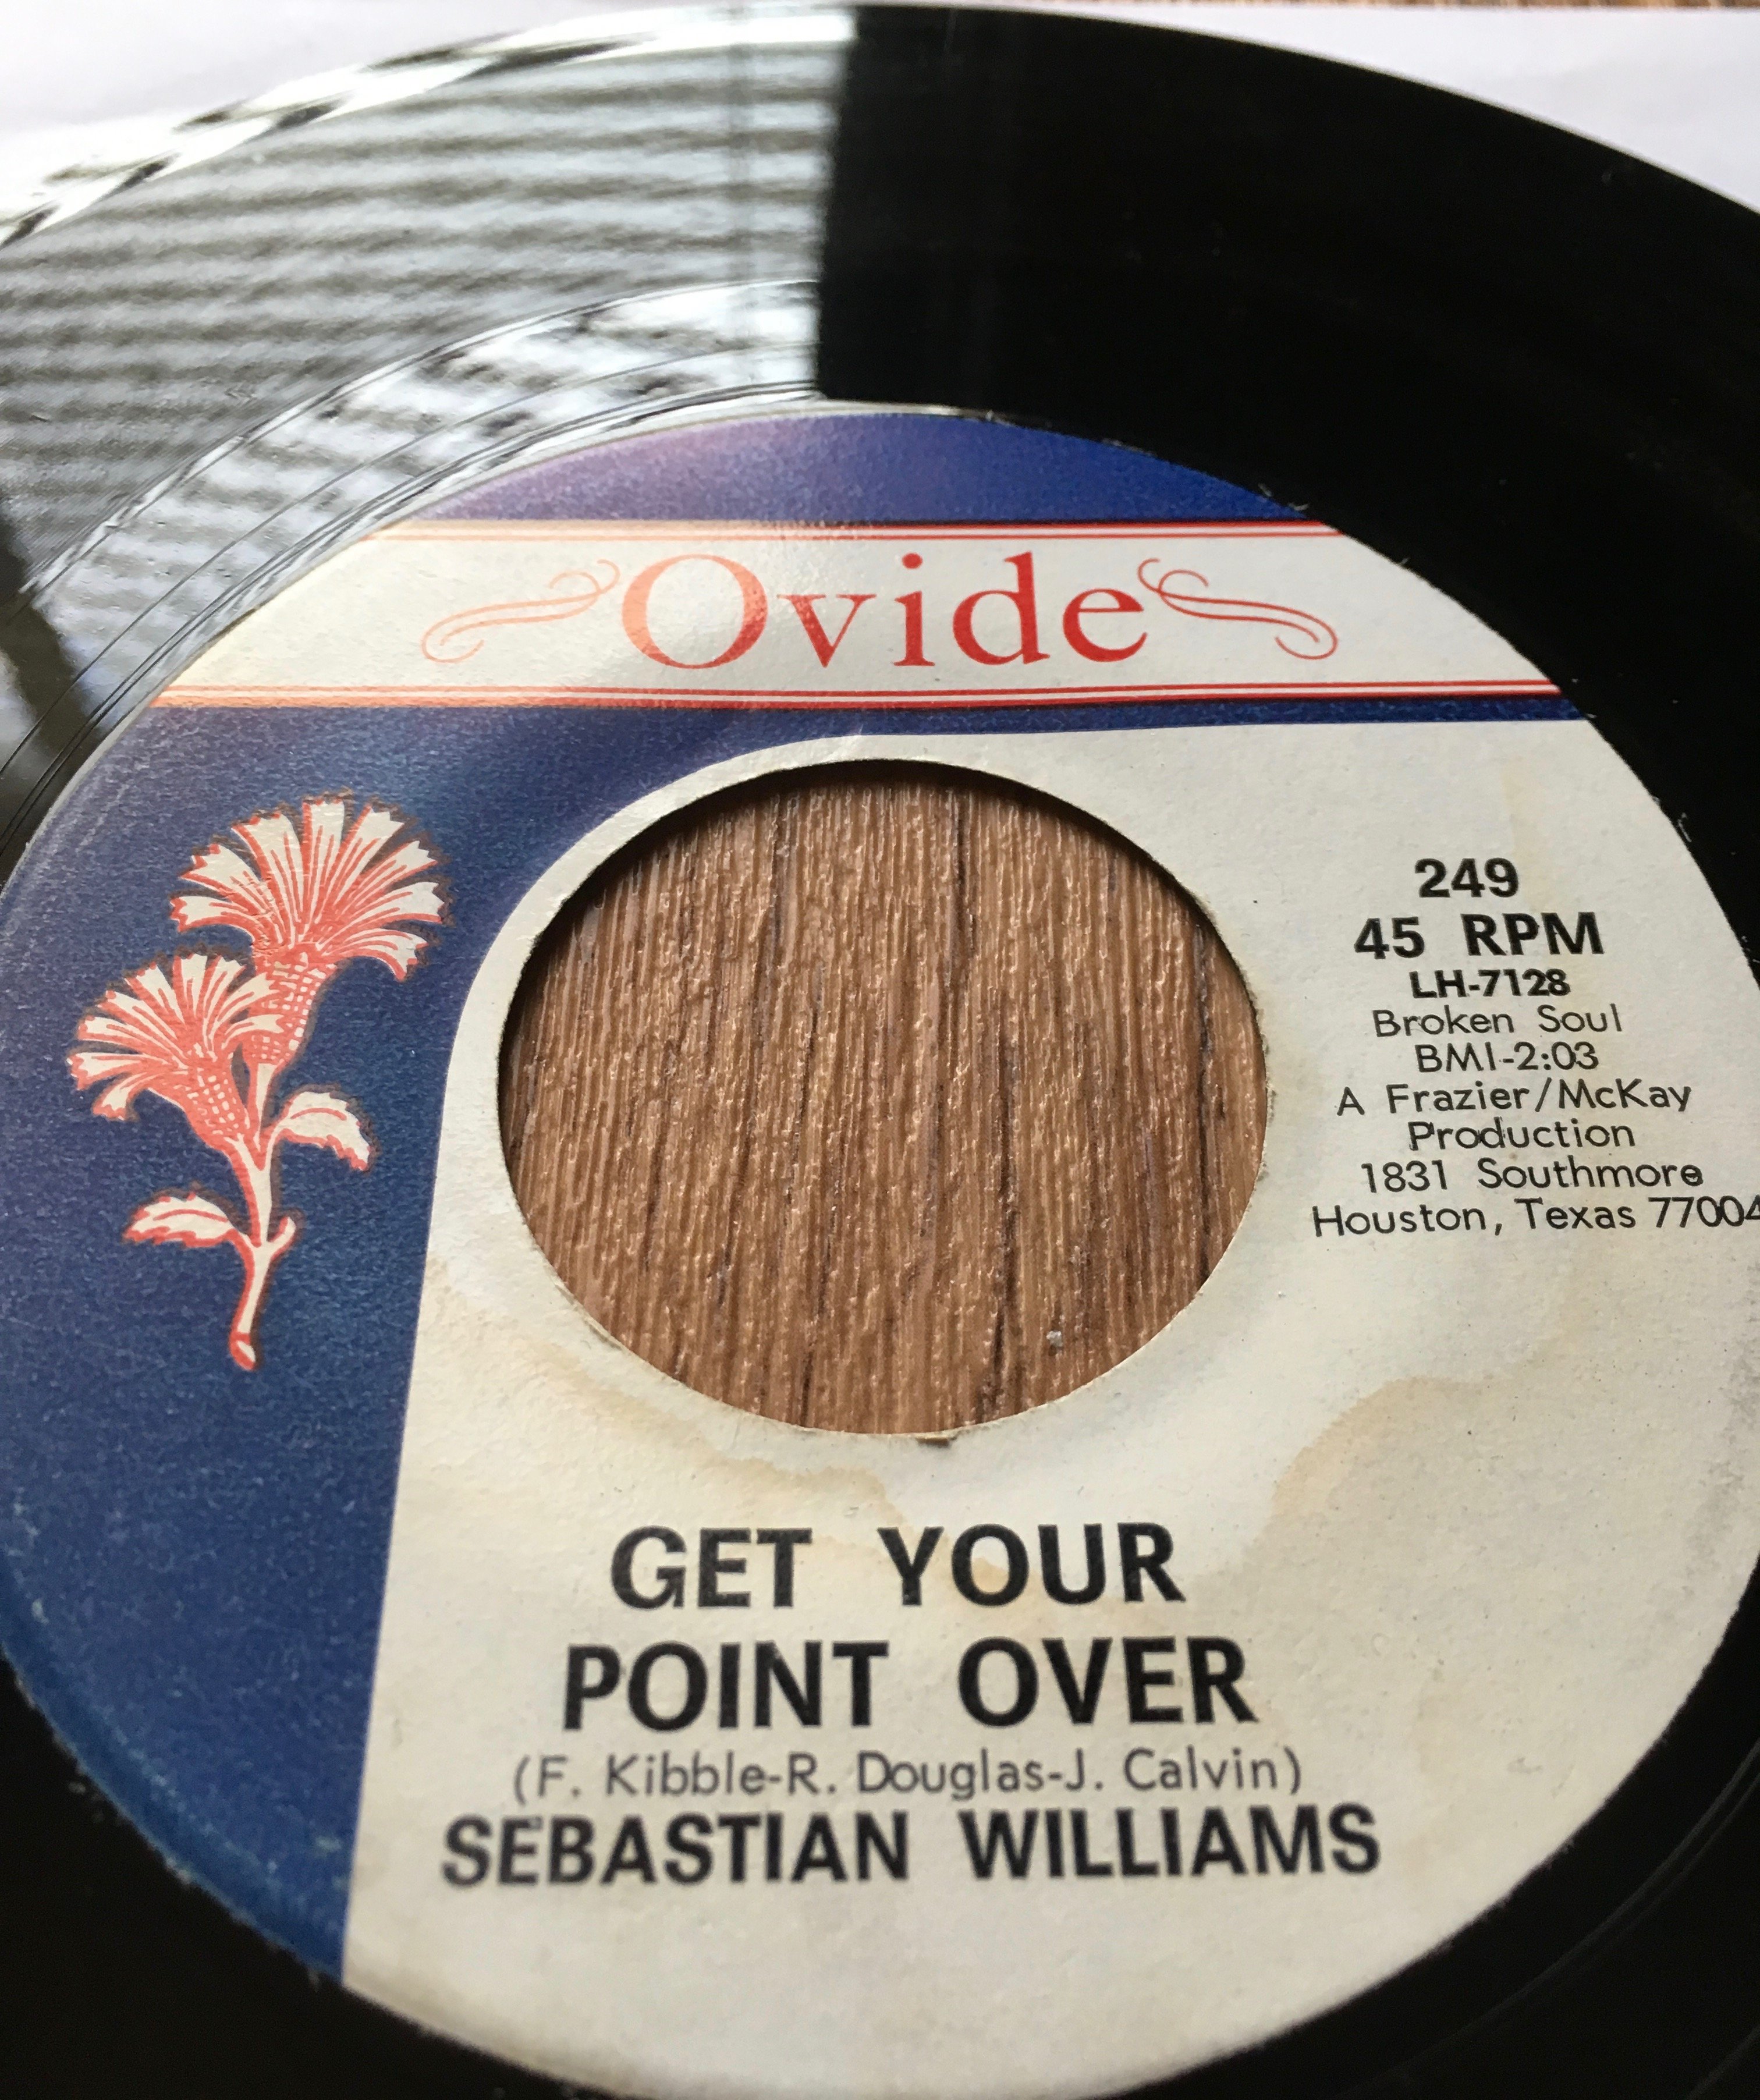 Ovide
249
45 RPM
LH-7128
Broken Soul
BMI-2:03
A Frazier/McKay
Production
1831 Southmore
Houston, Texas 77004
GET YOUR
POINT OVER
(F. Kibble-R. Douglas-J. Calvin)
SEBASTIAN WILLIAMS